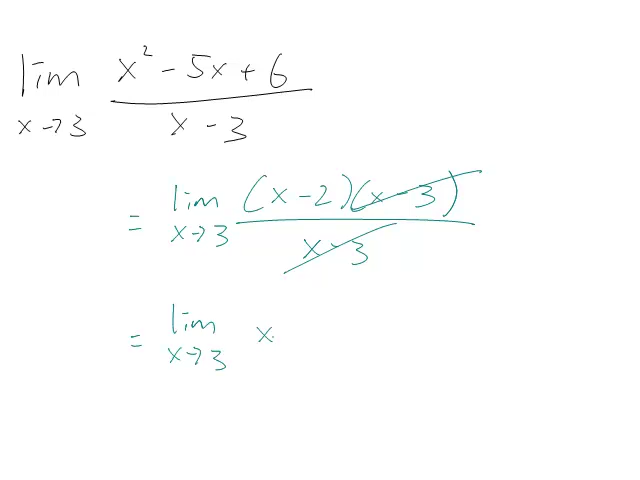 lim x² - 5x + 6
x→3 x - 3
= lim (x - 2)(x - 3)
x→3 x - 3
= lim x
x→3